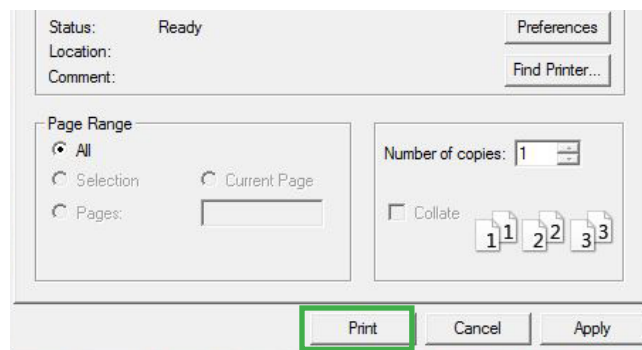 Status: Ready Preferences
Location:
Comment: Find Printer...
Page Range
All
Number of copies: 1
Selection Current Page
Pages: Collate
1 1 2 2 3 3
Print Cancel Apply